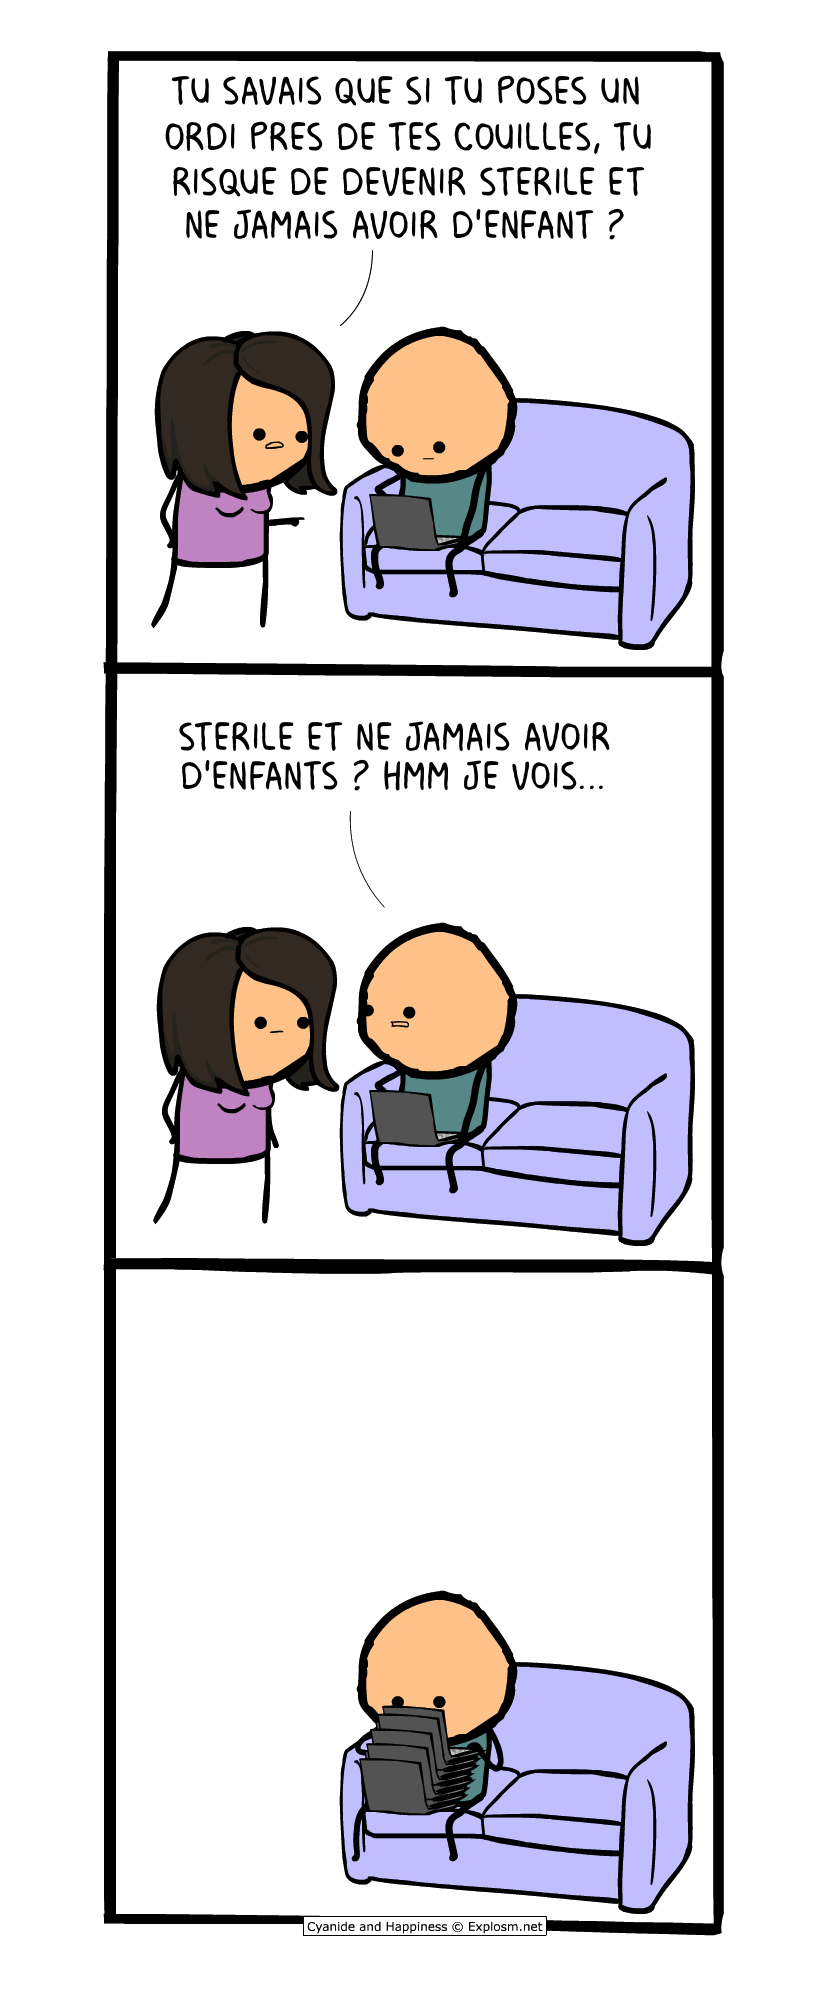 TU SAVAIS QUE SI TU POSES UN
ORDI PRES DE TES COUILLES, TU
RISQUE DE DEVENIR STERILE ET
NE JAMAIS AVOIR D'ENFANT ?
STERILE ET NE JAMAIS AVOIR
D'ENFANTS ? HMM JE VOIS...
Cyanide and Happiness © Explosm.net